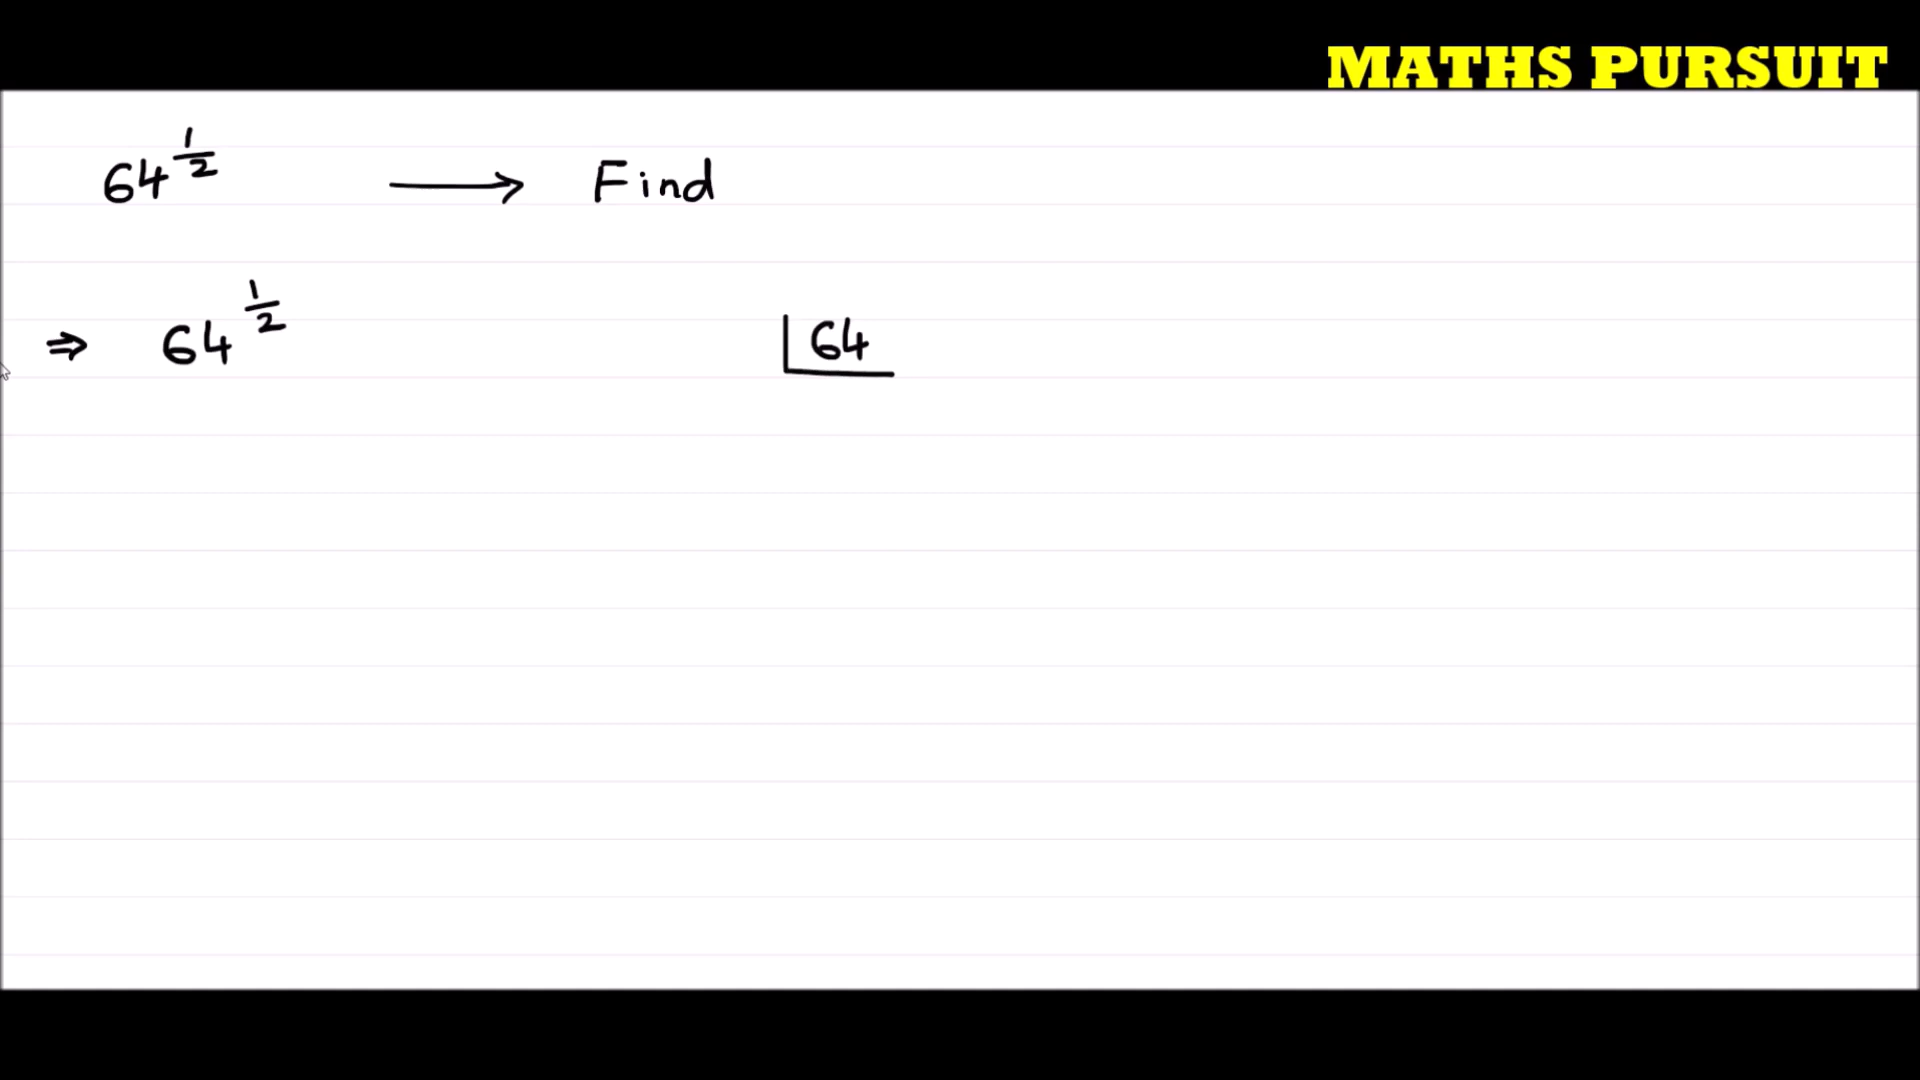 MATHS PURSUIT
64^(1/2) → Find
⇒ 64^(1/2) 64